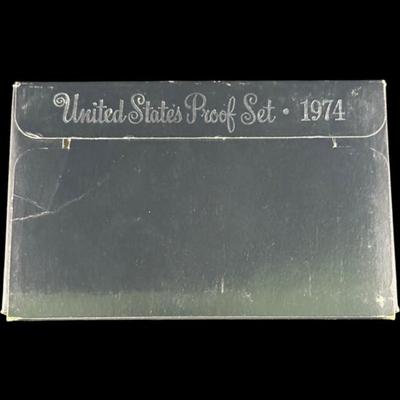 United States Proof Set · 1974